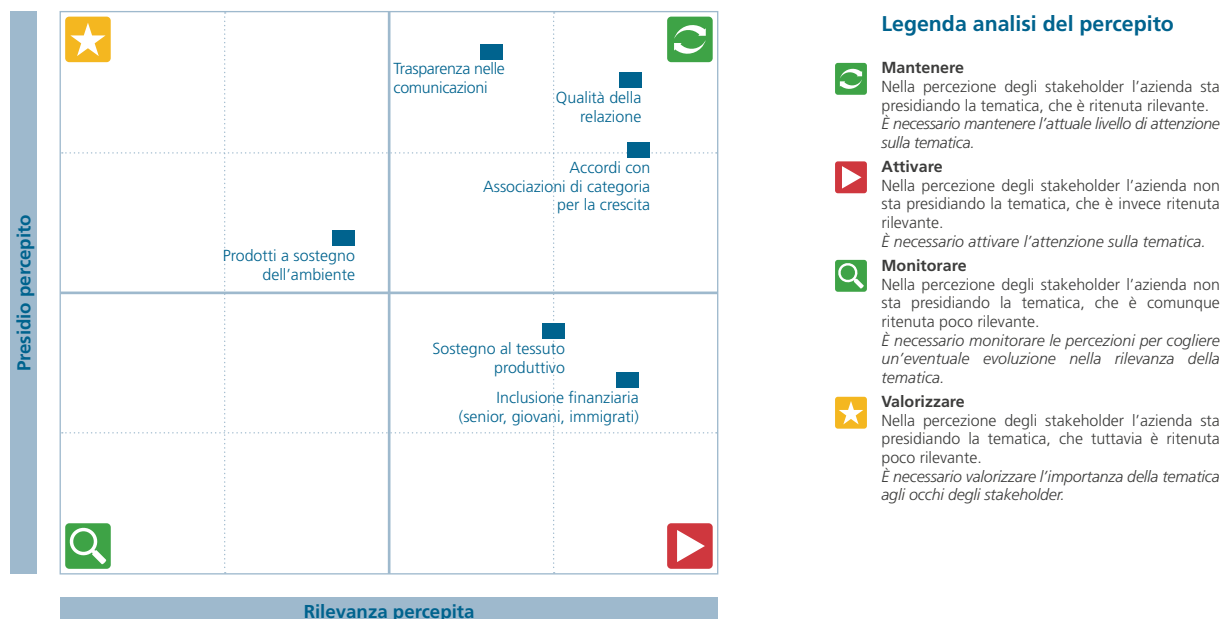 Presidio percepito
Trasparenza nelle
comunicazioni
Qualità della
relazione
Accordi con
Associazioni di categoria
per la crescita
Prodotti a sostegno
dell'ambiente
Sostegno al tessuto
produttivo
Inclusione finanziaria
(senior, giovani, immigrati)
Rilevanza percepita
Legenda analisi del percepito
Mantenere
Nella percezione degli stakeholder l'azienda sta
presidiando la tematica, che è ritenuta rilevante.
È necessario mantenere l'attuale livello di attenzione
sulla tematica.
Attivare
Nella percezione degli stakeholder l'azienda non
sta presidiando la tematica, che è invece ritenuta
rilevante.
È necessario attivare l'attenzione sulla tematica.
Monitorare
Nella percezione degli stakeholder l'azienda non
sta presidiando la tematica, che è comunque
ritenuta poco rilevante.
È necessario monitorare le percezioni per cogliere
un'eventuale evoluzione nella rilevanza della
tematica.
Valorizzare
Nella percezione degli stakeholder l'azienda sta
presidiando la tematica, che tuttavia è ritenuta
poco rilevante.
È necessario valorizzare l'importanza della tematica
agli occhi degli stakeholder.